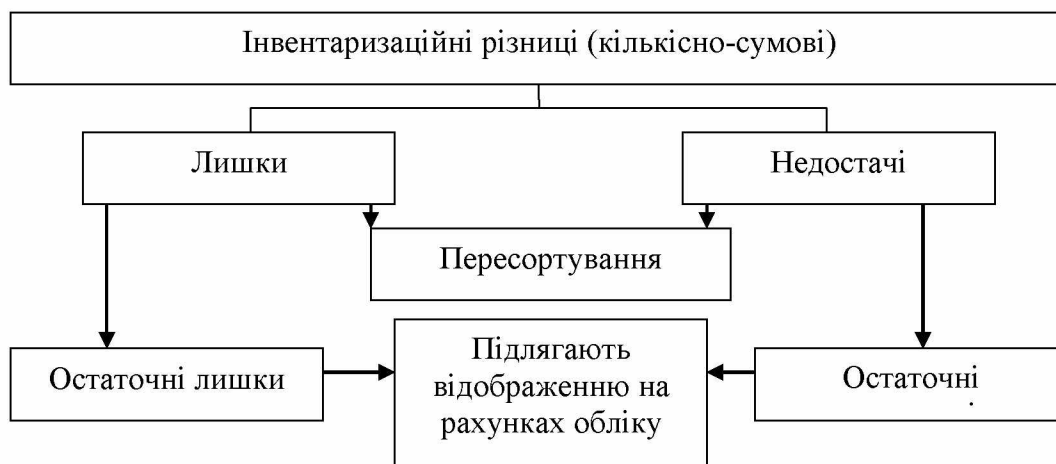 Інвентаризаційні різниці (кількісно-сумові)
Лишки
Недостачі
Пересортування
Остаточні лишки
Підлягають
відображенню на
рахунках обліку
Остаточні